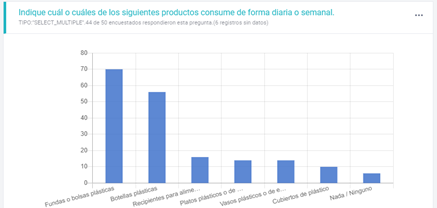 Indique cuál o cuáles de los siguientes productos consume de forma diaria o semanal.
TIPO:"SELECT_MULTIPLE" 44 de 50 encuestados respondieron esta pregunta (6 registros sin datos)
80
70
60
50
40
30
20
10
0
Fundas o bolsas plásticas
Botellas plásticas
Recipientes para alime...
Platos plásticos o de ...
Vasos plásticos o de e...
Cubiertos de plástico
Nada / Ninguno